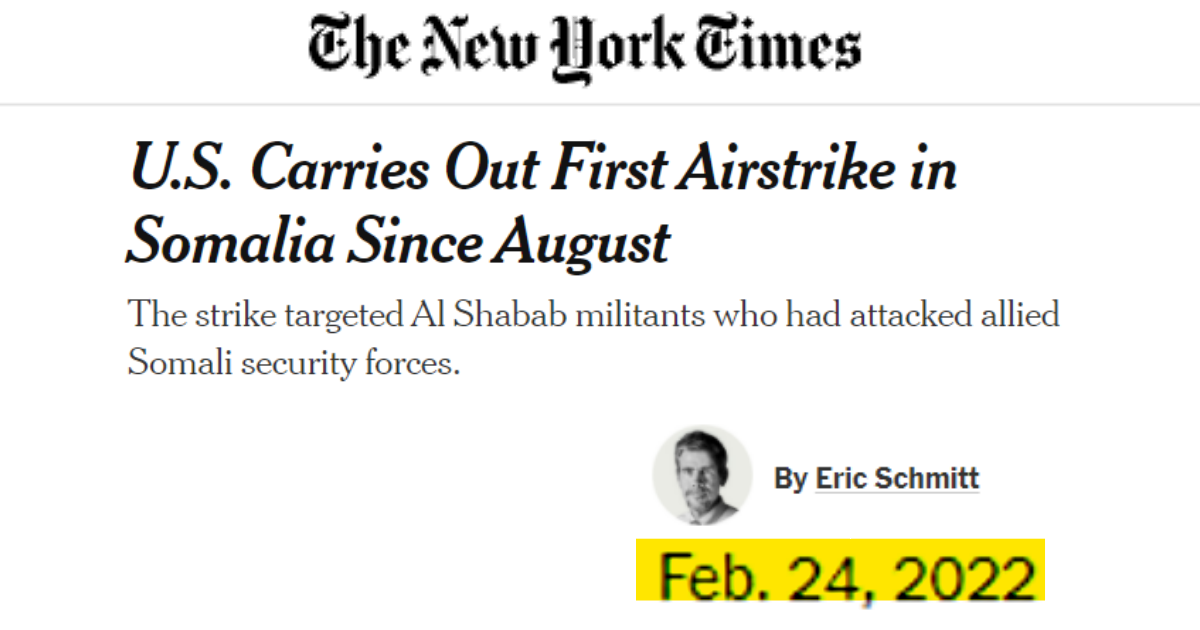 The New York Times
U.S. Carries Out First Airstrike in
Somalia Since August
The strike targeted Al Shabab militants who had attacked allied
Somali security forces.
By Eric Schmitt
Feb. 24, 2022